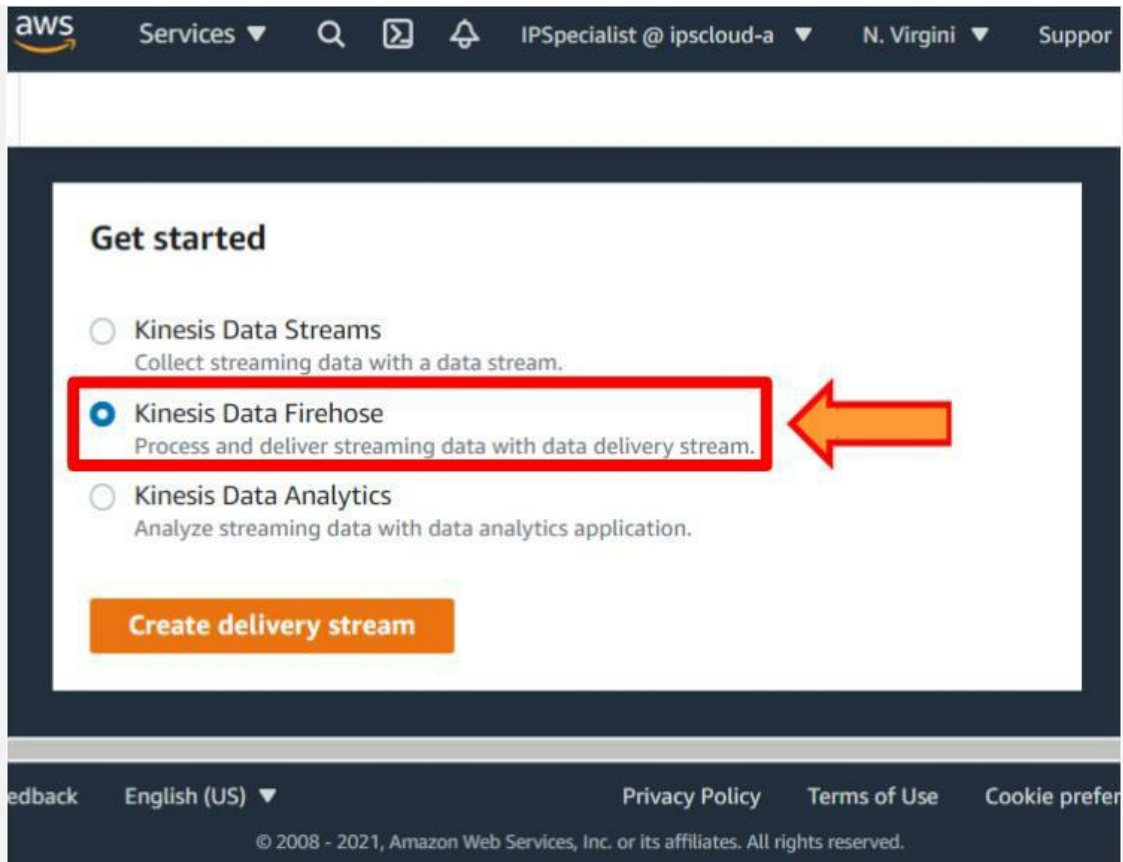 aws Services IPSpecialist @ ipscloud-a N. Virgini Suppor
Get started
Kinesis Data Streams
Collect streaming data with a data stream.
Kinesis Data Firehose
Process and deliver streaming data with data delivery stream.
Kinesis Data Analytics
Analyze streaming data with data analytics application.
Create delivery stream
edback English (US) Privacy Policy Terms of Use Cookie prefer
© 2008 - 2021, Amazon Web Services, Inc. or its affiliates. All rights reserved.